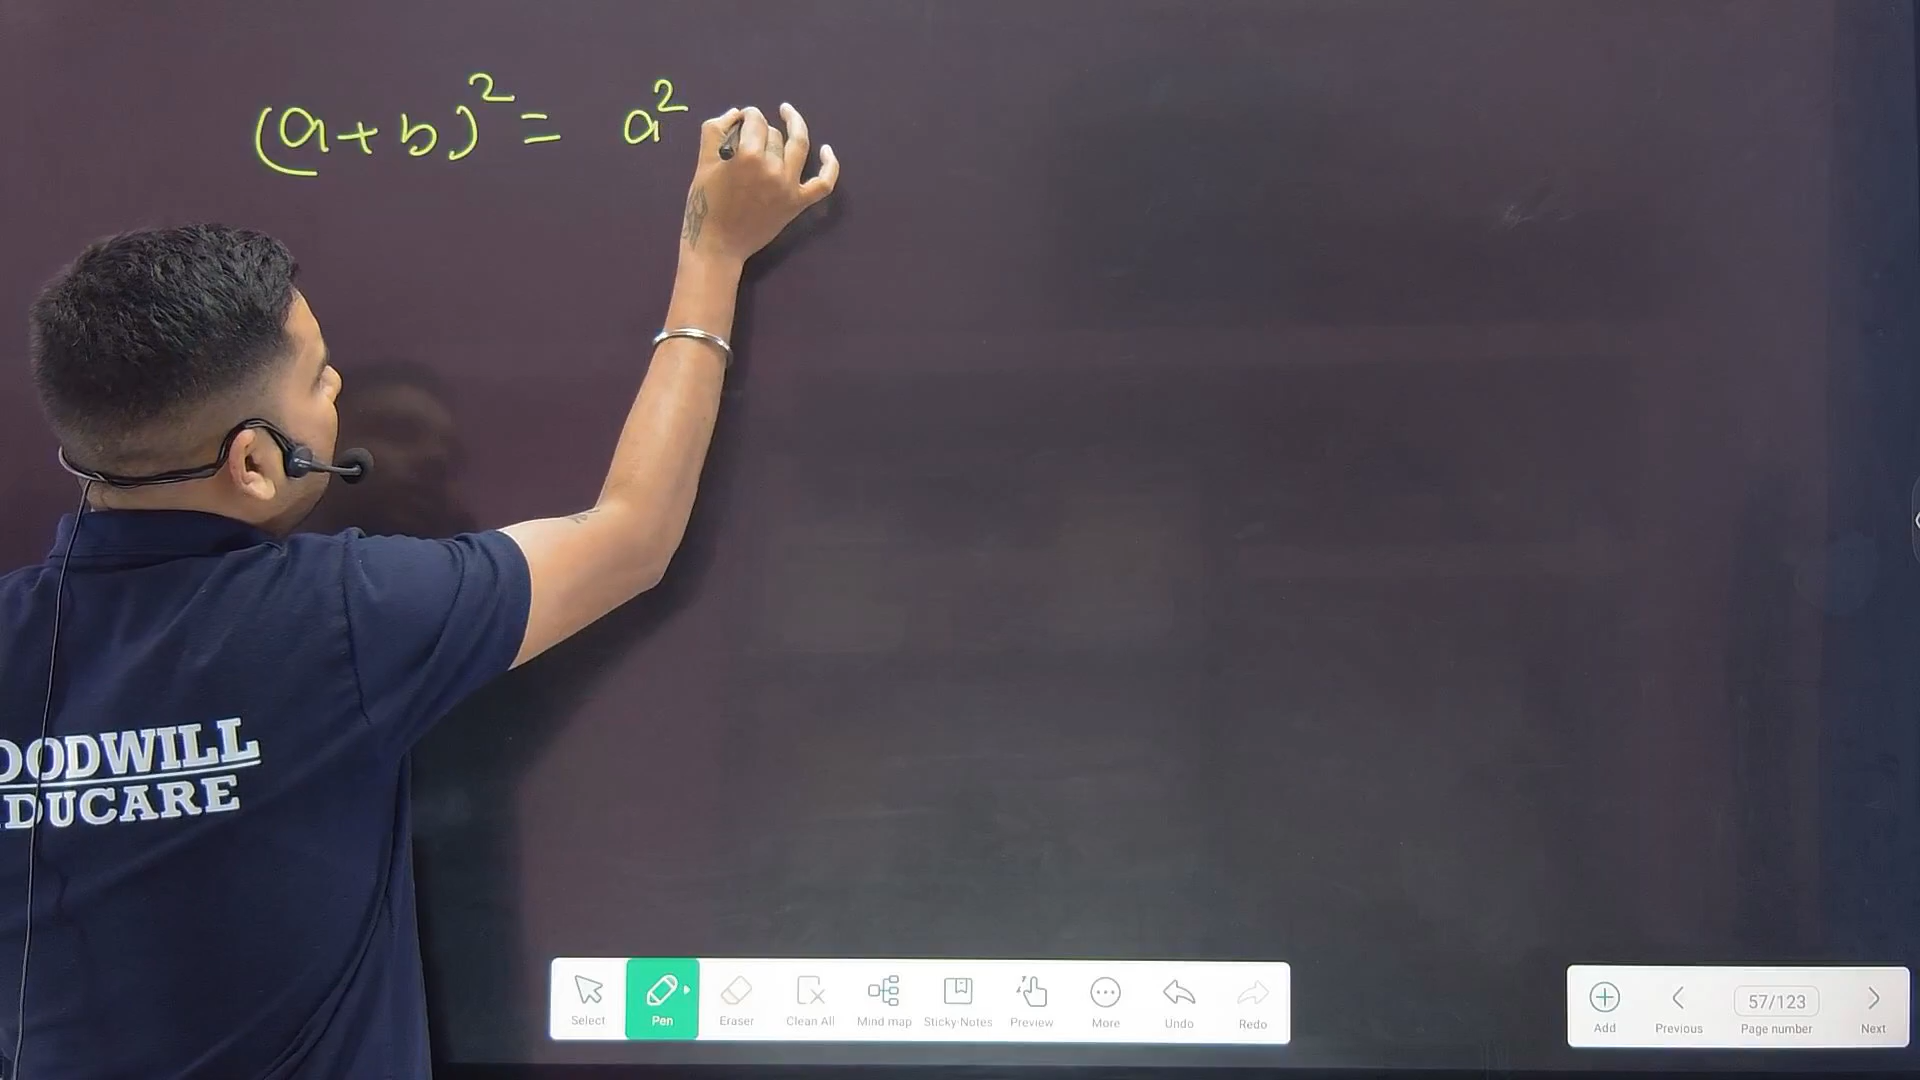 (a+b)² = a²
OODWILL
DUCARE
Select
Pen
Eraser
Clean All
Mind map
Sticky Notes
Preview
More
Undo
Redo
Add
Previous
57/123
Page number
Next